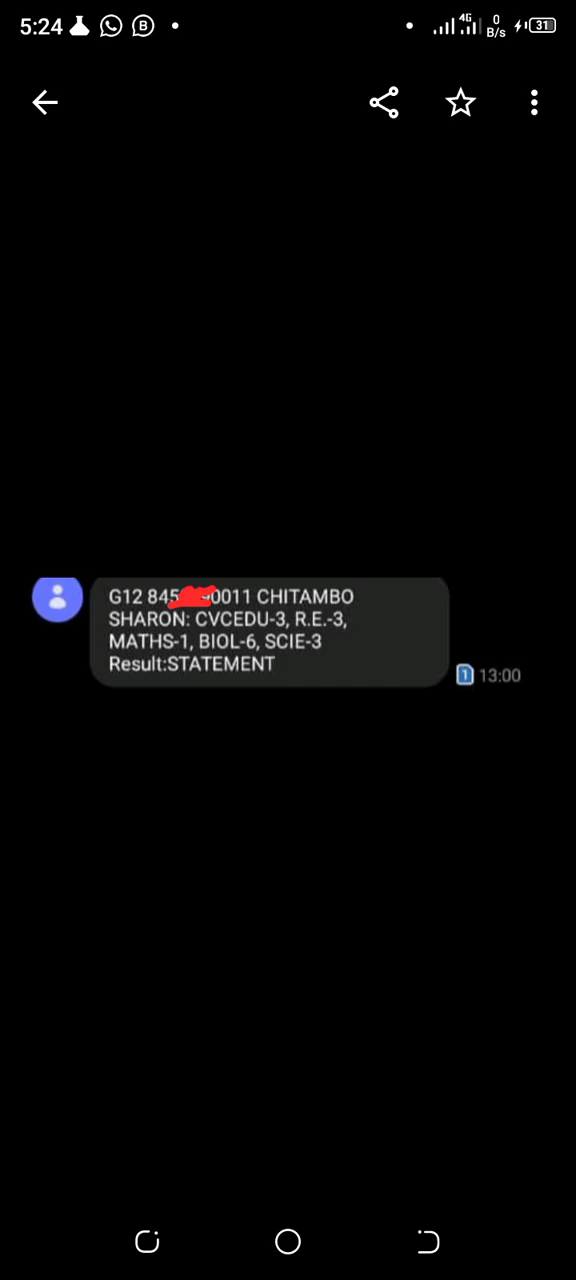 5:24
4G
0
B/s
31
G12 845 0011 CHITAMBO
SHARON: CVCEDU-3, R.E.-3,
MATHS-1, BIOL-6, SCIE-3
Result:STATEMENT
1 13:00